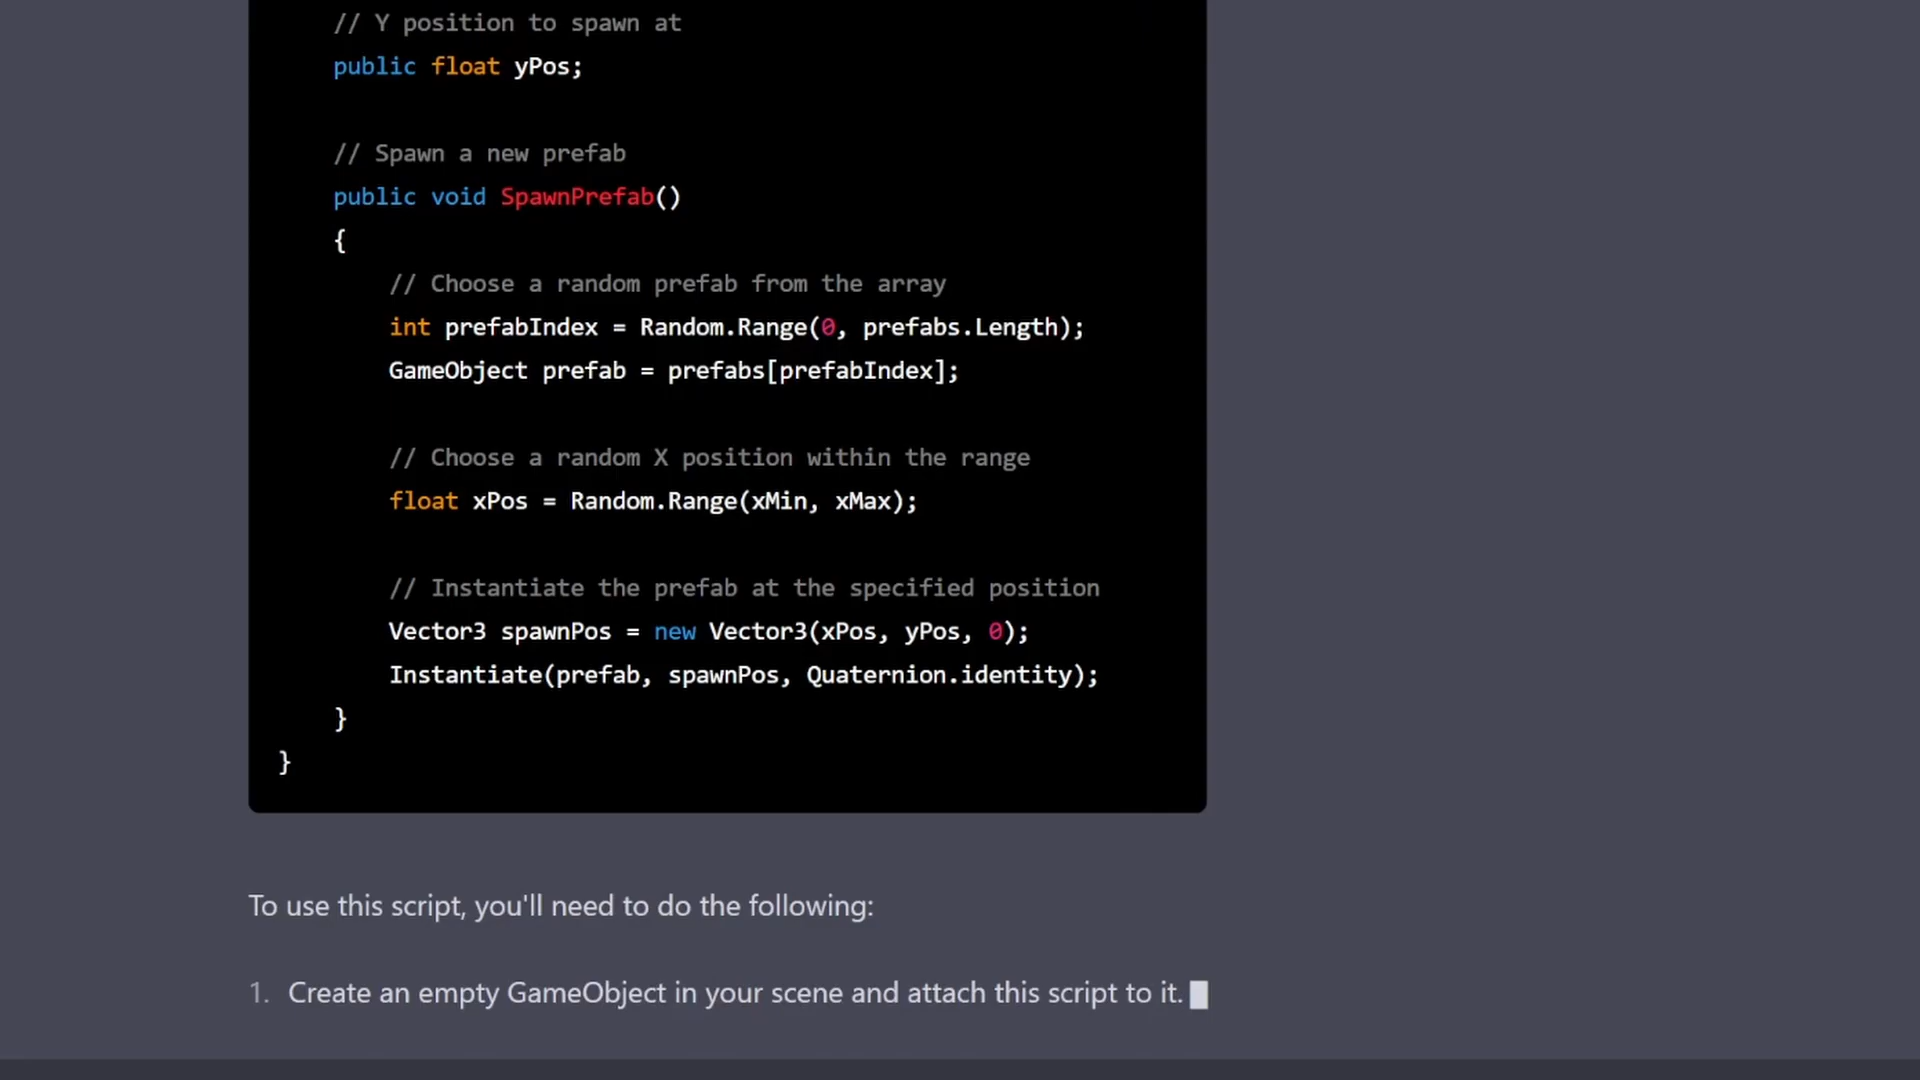 // Y position to spawn at
public float yPos;
// Spawn a new prefab
public void SpawnPrefab()
{
// Choose a random prefab from the array
int prefabIndex = Random.Range(0, prefabs.Length);
GameObject prefab = prefabs[prefabIndex];
// Choose a random X position within the range
float xPos = Random.Range(xMin, xMax);
// Instantiate the prefab at the specified position
Vector3 spawnPos = new Vector3(xPos, yPos, 0);
Instantiate(prefab, spawnPos, Quaternion.identity);
}
}
To use this script, you'll need to do the following:
1. Create an empty GameObject in your scene and attach this script to it.